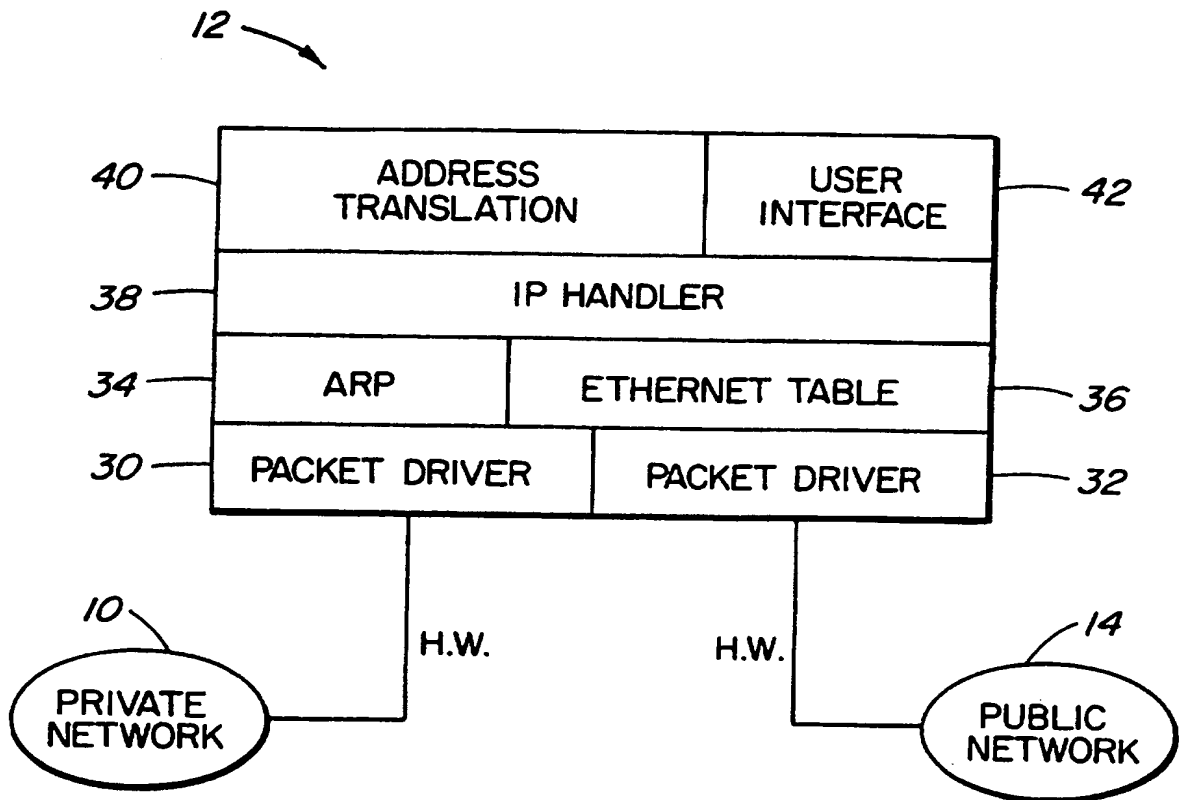 12
40
ADDRESS
TRANSLATION
USER
INTERFACE
42
38
IP HANDLER
34
ARP
ETHERNET TABLE
36
30
PACKET DRIVER
PACKET DRIVER
32
10
H.W.
H.W.
14
PRIVATE
NETWORK
PUBLIC
NETWORK